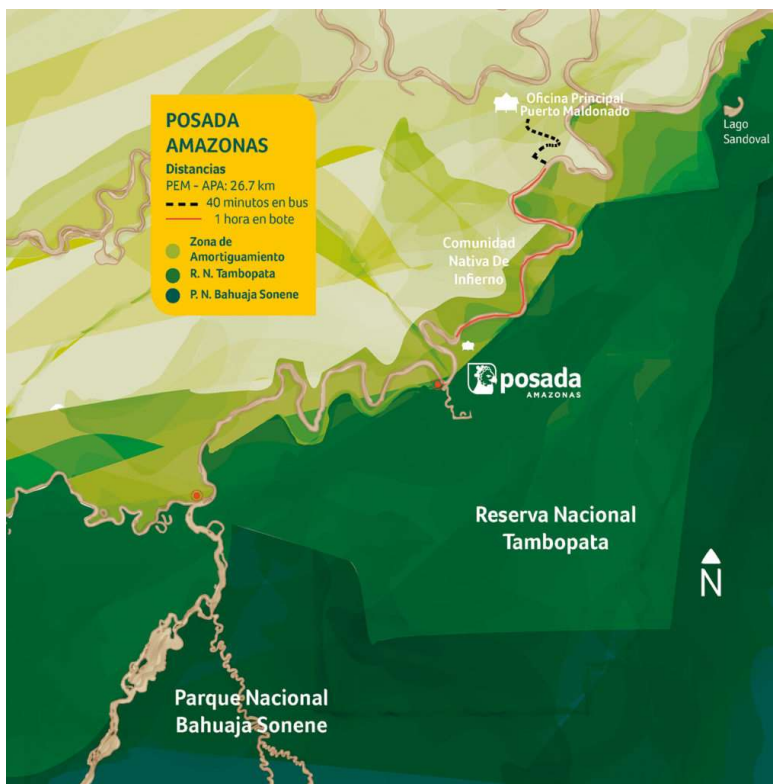 POSADA
AMAZONAS
Distancias
PEM - APA: 26.7 km
40 minutos en bus
1 hora en bote
Zona de
Amortiguamiento
R. N. Tambopata
P. N. Bahuaja Sonene
Oficina Principal
Puerto Maldonado
Lago
Sandoval
Comunidad
Nativa De
Infierno
posada
AMAZONAS
Reserva Nacional
Tambopata
N
Parque Nacional
Bahuaja Sonene